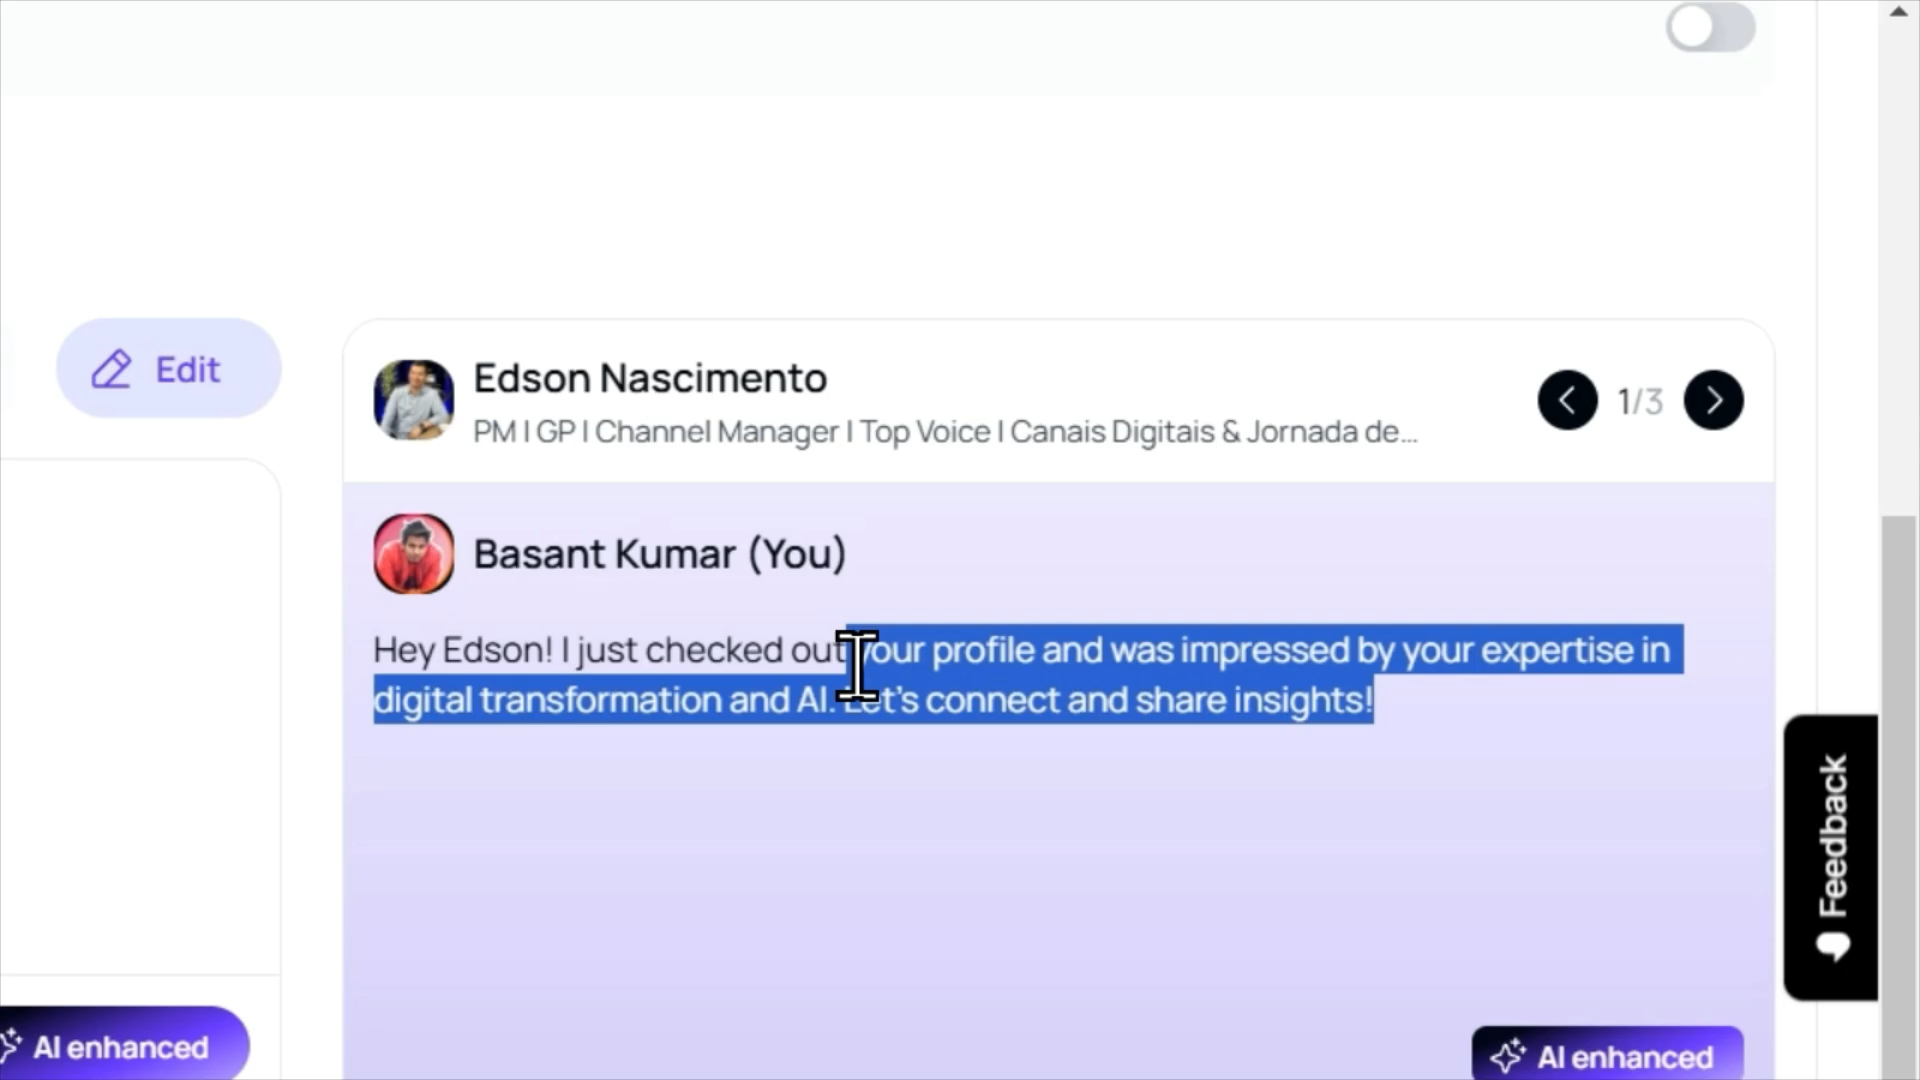 Edit
Edson Nascimento
PM | GP | Channel Manager | Top Voice | Canais Digitais & Jornada de...
1/3
Basant Kumar (You)
Hey Edson! I just checked out your profile and was impressed by your expertise in
digital transformation and AI. Let's connect and share insights!
Feedback
AI enhanced
AI enhanced